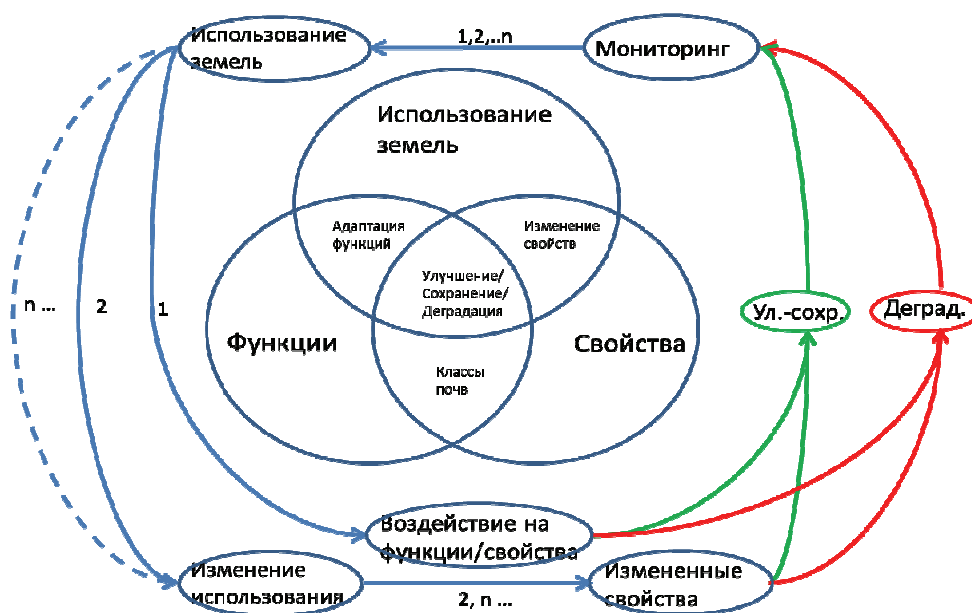 Использование
земель
1,2,..n
Мониторинг
Использование
земель
Адаптация
функций
Изменение
свойств
Улучшение/
Сохранение/
Деградация
n ...
2
1
Функции
Свойства
Ул.-сохр.
Деград.
Классы
почв
Воздействие на
функции/свойства
Изменение
использования
2, n ...
Измененные
свойства